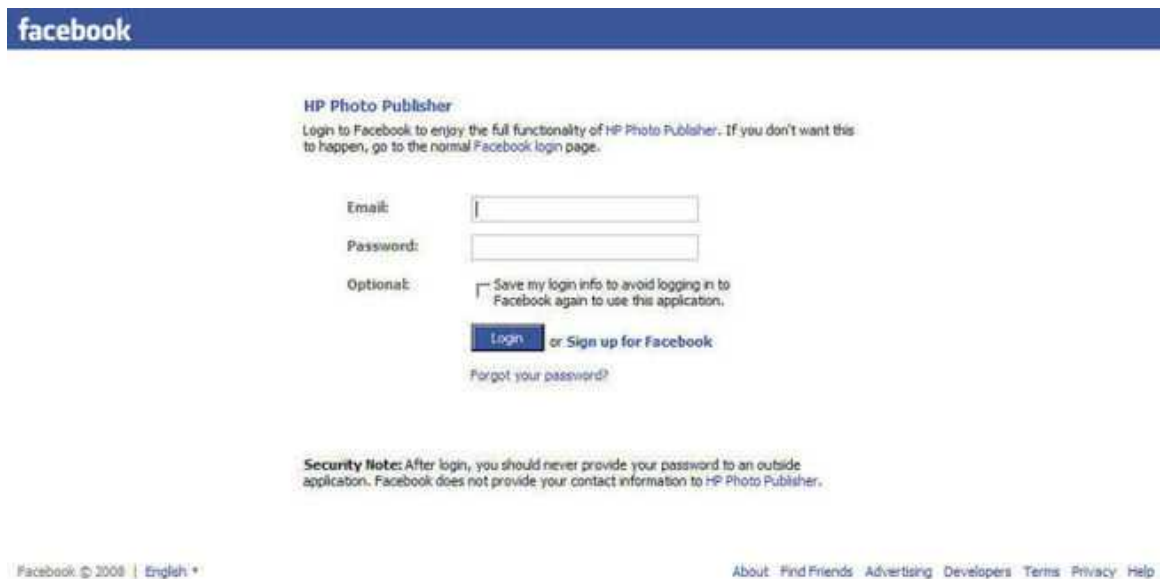 facebook
HP Photo Publisher
Login to Facebook to enjoy the full functionality of HP Photo Publisher. If you don't want this
to happen, go to the normal Facebook login page.
Email:
Password:
Optional:
Save my login info to avoid logging in to
Facebook again to use this application.
Login or Sign up for Facebook
Forgot your password?
Security Note: After login, you should never provide your password to an outside
application. Facebook does not provide your contact information to HP Photo Publisher.
Facebook © 2008 | English
About Find Friends Advertising Developers Terms Privacy Help